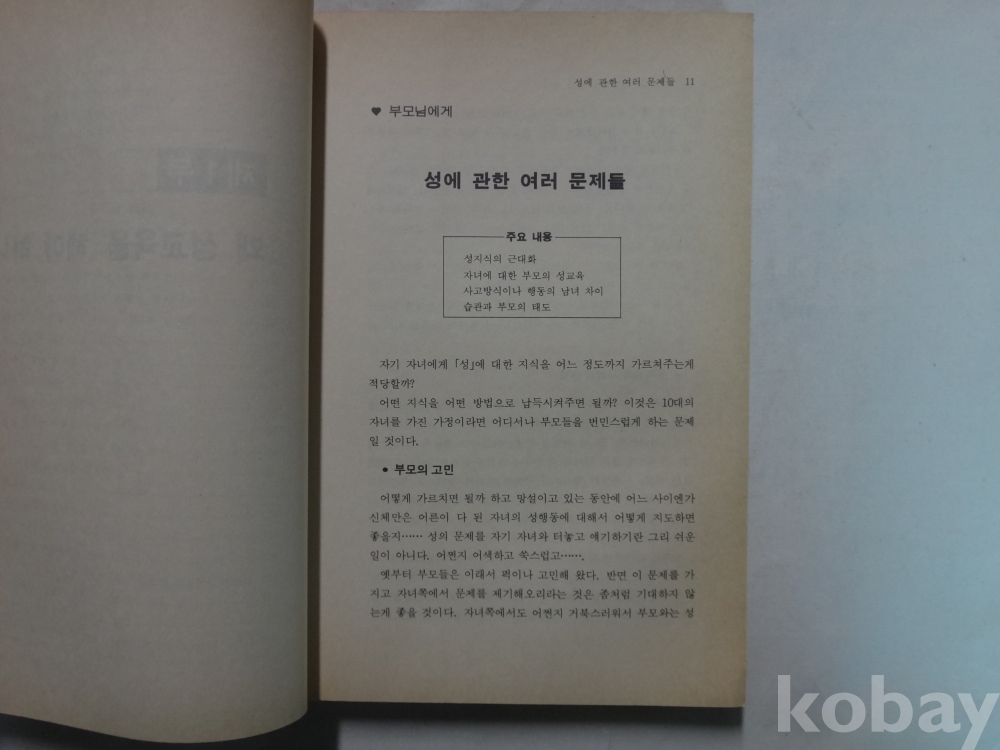 성에 관한 여러 문제들 11
♥ 부모님에게
성에 관한 여러 문제들
주요 내용
성지식의 근대화
자녀에 대한 부모의 성교육
사고방식이나 행동의 남녀 차이
습관과 부모의 태도
자기 자녀에게 「성」에 대한 지식을 어느 정도까지 가르쳐주는게
적당할까?
어떤 지식을 어떤 방법으로 납득시켜주면 될까? 이것은 10대의
자녀를 가진 가정이라면 어디서나 부모들을 번민스럽게 하는 문제
일 것이다.
• 부모의 고민
어떻게 가르치면 될까 하고 망설이고 있는 동안에 어느 사이엔가
신체만은 어른이 다 된 자녀의 성행동에 대해서 어떻게 지도하면
좋을지…… 성의 문제를 자기 자녀와 터놓고 얘기하기란 그리 쉬운
일이 아니다. 어쩐지 어색하고 쑥스럽고…….
옛부터 부모들은 이래서 퍽이나 고민해 왔다. 반면 이 문제를 가
지고 자녀쪽에서 문제를 제기해오리라는 것은 좀처럼 기대하지 않
는게 좋을 것이다. 자녀쪽에서도 어쩐지 거북스러워서 부모와는 성
kobay